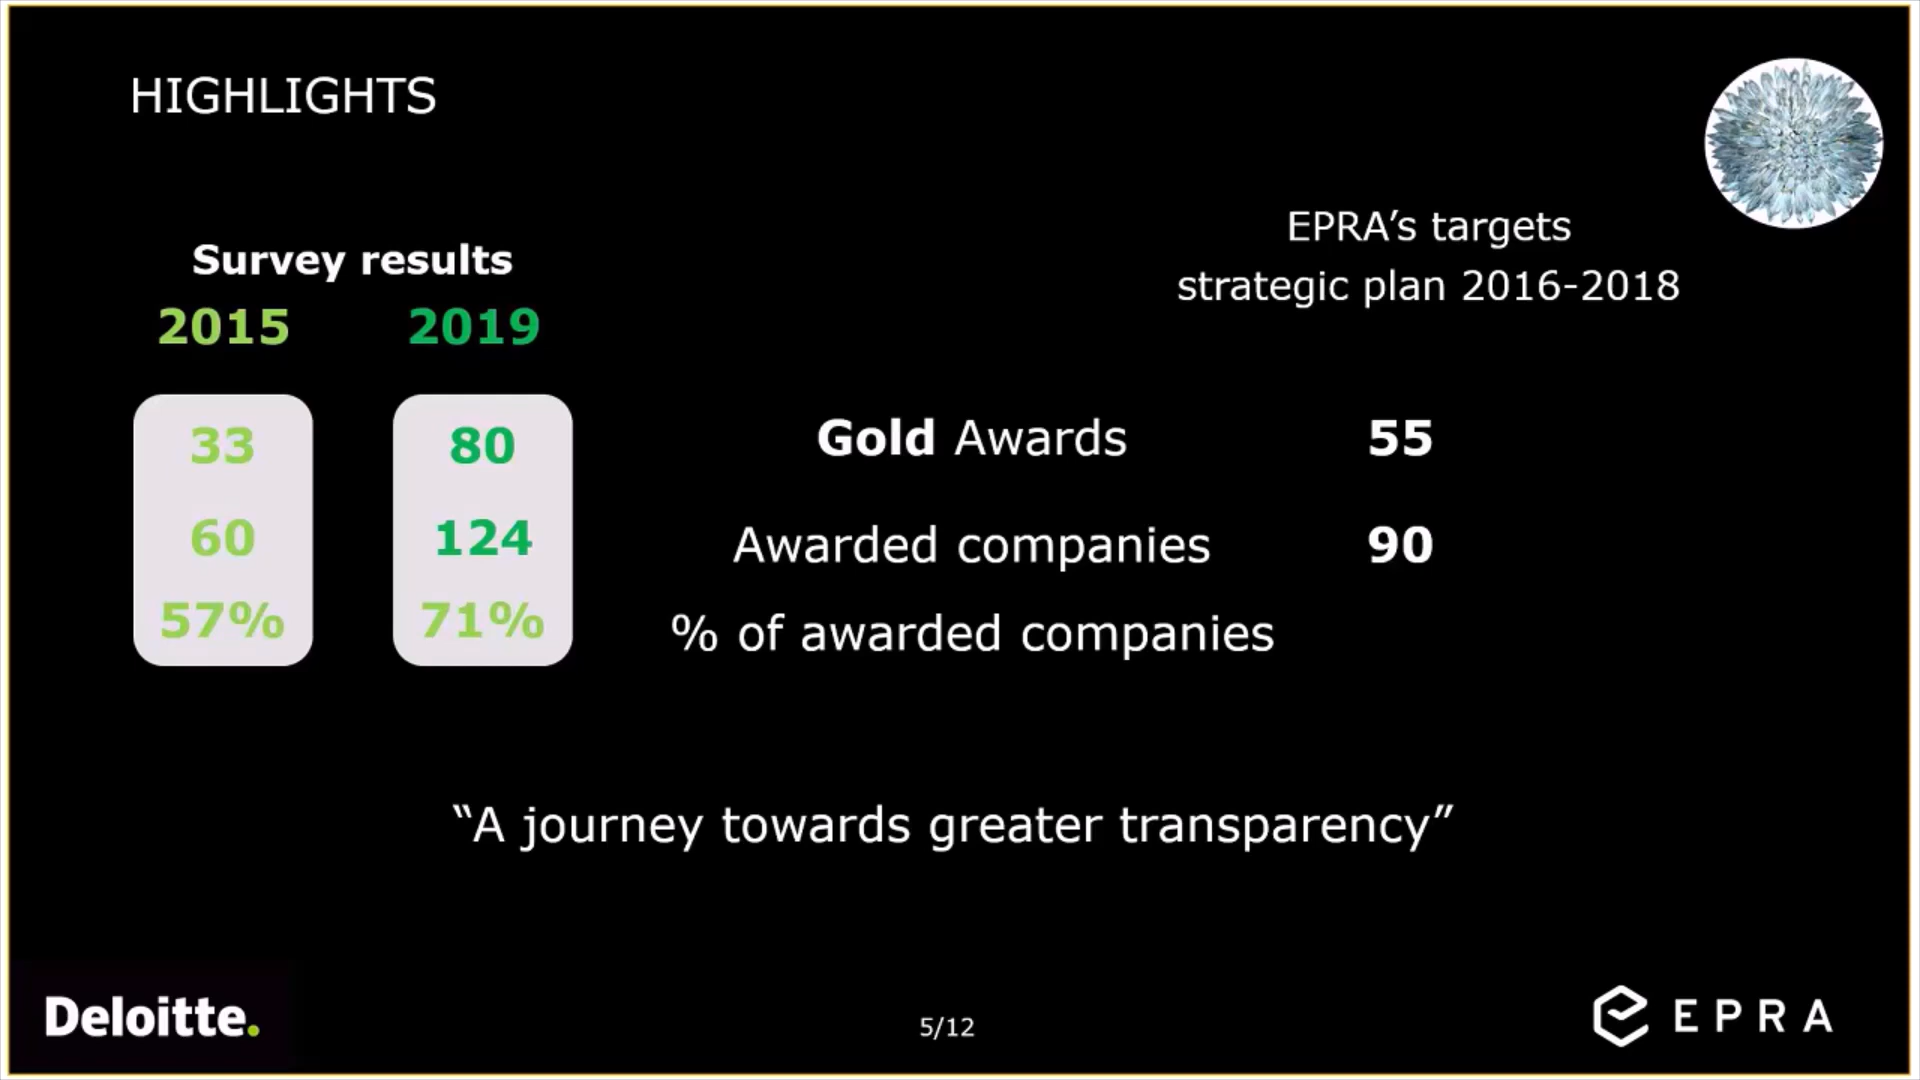 HIGHLIGHTS
EPRA’s targets
strategic plan 2016-2018
Survey results
2015 2019
33 80 Gold Awards 55
60 124 Awarded companies 90
57% 71% % of awarded companies
“A journey towards greater transparency”
Deloitte.
5/12
EPRA